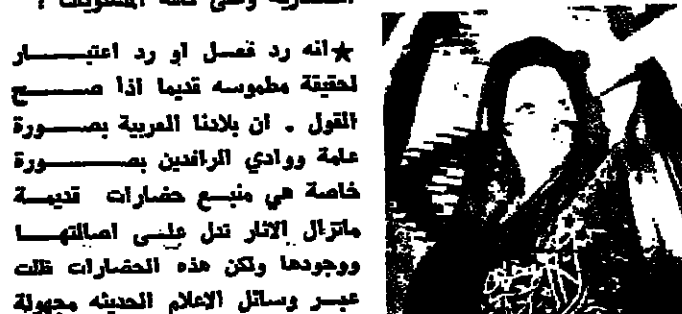 الحضارية وعلى كافة المستويات ؟
★انه رد فعل او رد اعتبار
لحقيقة مطموسه قديما اذا صح
القول . ان بلادنا العربية بصورة
عامة ووادي الرافدين بصورة
خاصة هي منبع حضارات قديمة
ماتزال الاثار تدل على اصالتها
ووجودها ولكن هذه الحضارات ظلت
عبر وسائل الاعلام الحديثه مجهولة